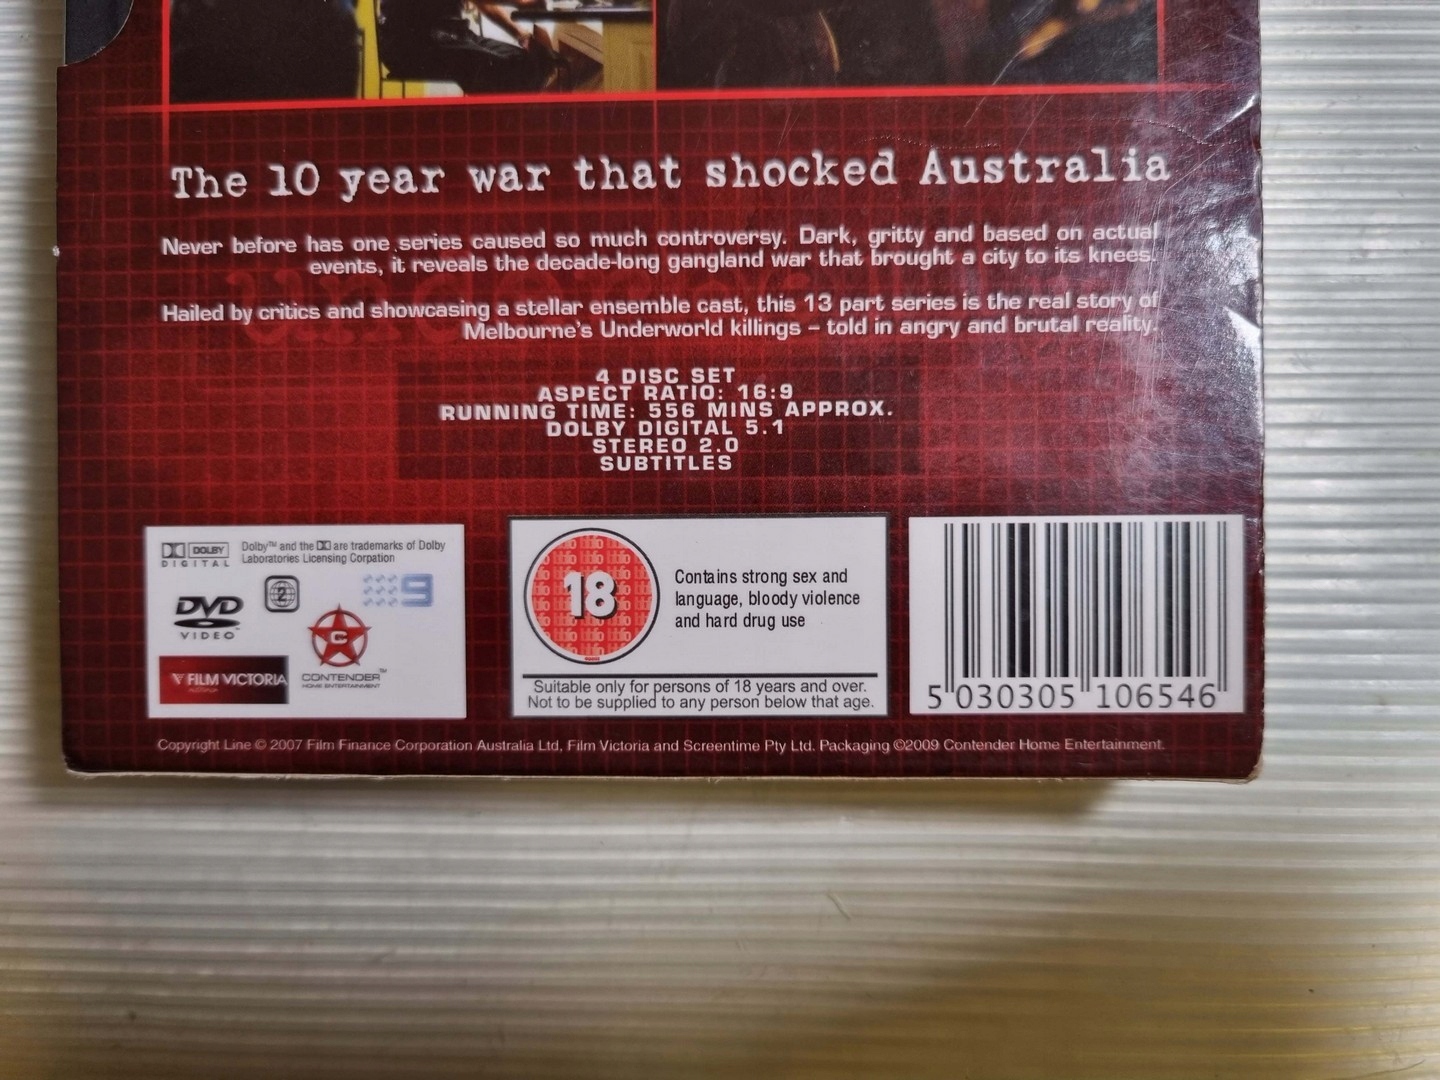 The 10 year war that shocked Australia
Never before has one series caused so much controversy. Dark, gritty and based on actual
events, it reveals the decade-long gangland war that brought a city to its knees.
Hailed by critics and showcasing a stellar ensemble cast, this 13 part series is the real story of
Melbourne's Underworld killings – told in angry and brutal reality.
4 DISC SET
ASPECT RATIO: 16:9
RUNNING TIME: 556 MINS APPROX.
DOLBY DIGITAL 5.1
STEREO 2.0
SUBTITLES
DOLBY
DIGITAL
Dolby™ and the DD are trademarks of Dolby
Laboratories Licensing Corpation
2
9
DVD
VIDEO™
C
FILM VICTORIA
AUSTRALIA
CONTENDER™
HOME ENTERTAINMENT
18
Contains strong sex and
language, bloody violence
and hard drug use
Suitable only for persons of 18 years and over.
Not to be supplied to any person below that age.
5 030305 106546
Copyright Line © 2007 Film Finance Corporation Australia Ltd, Film Victoria and Screentime Pty Ltd. Packaging ©2009 Contender Home Entertainment.